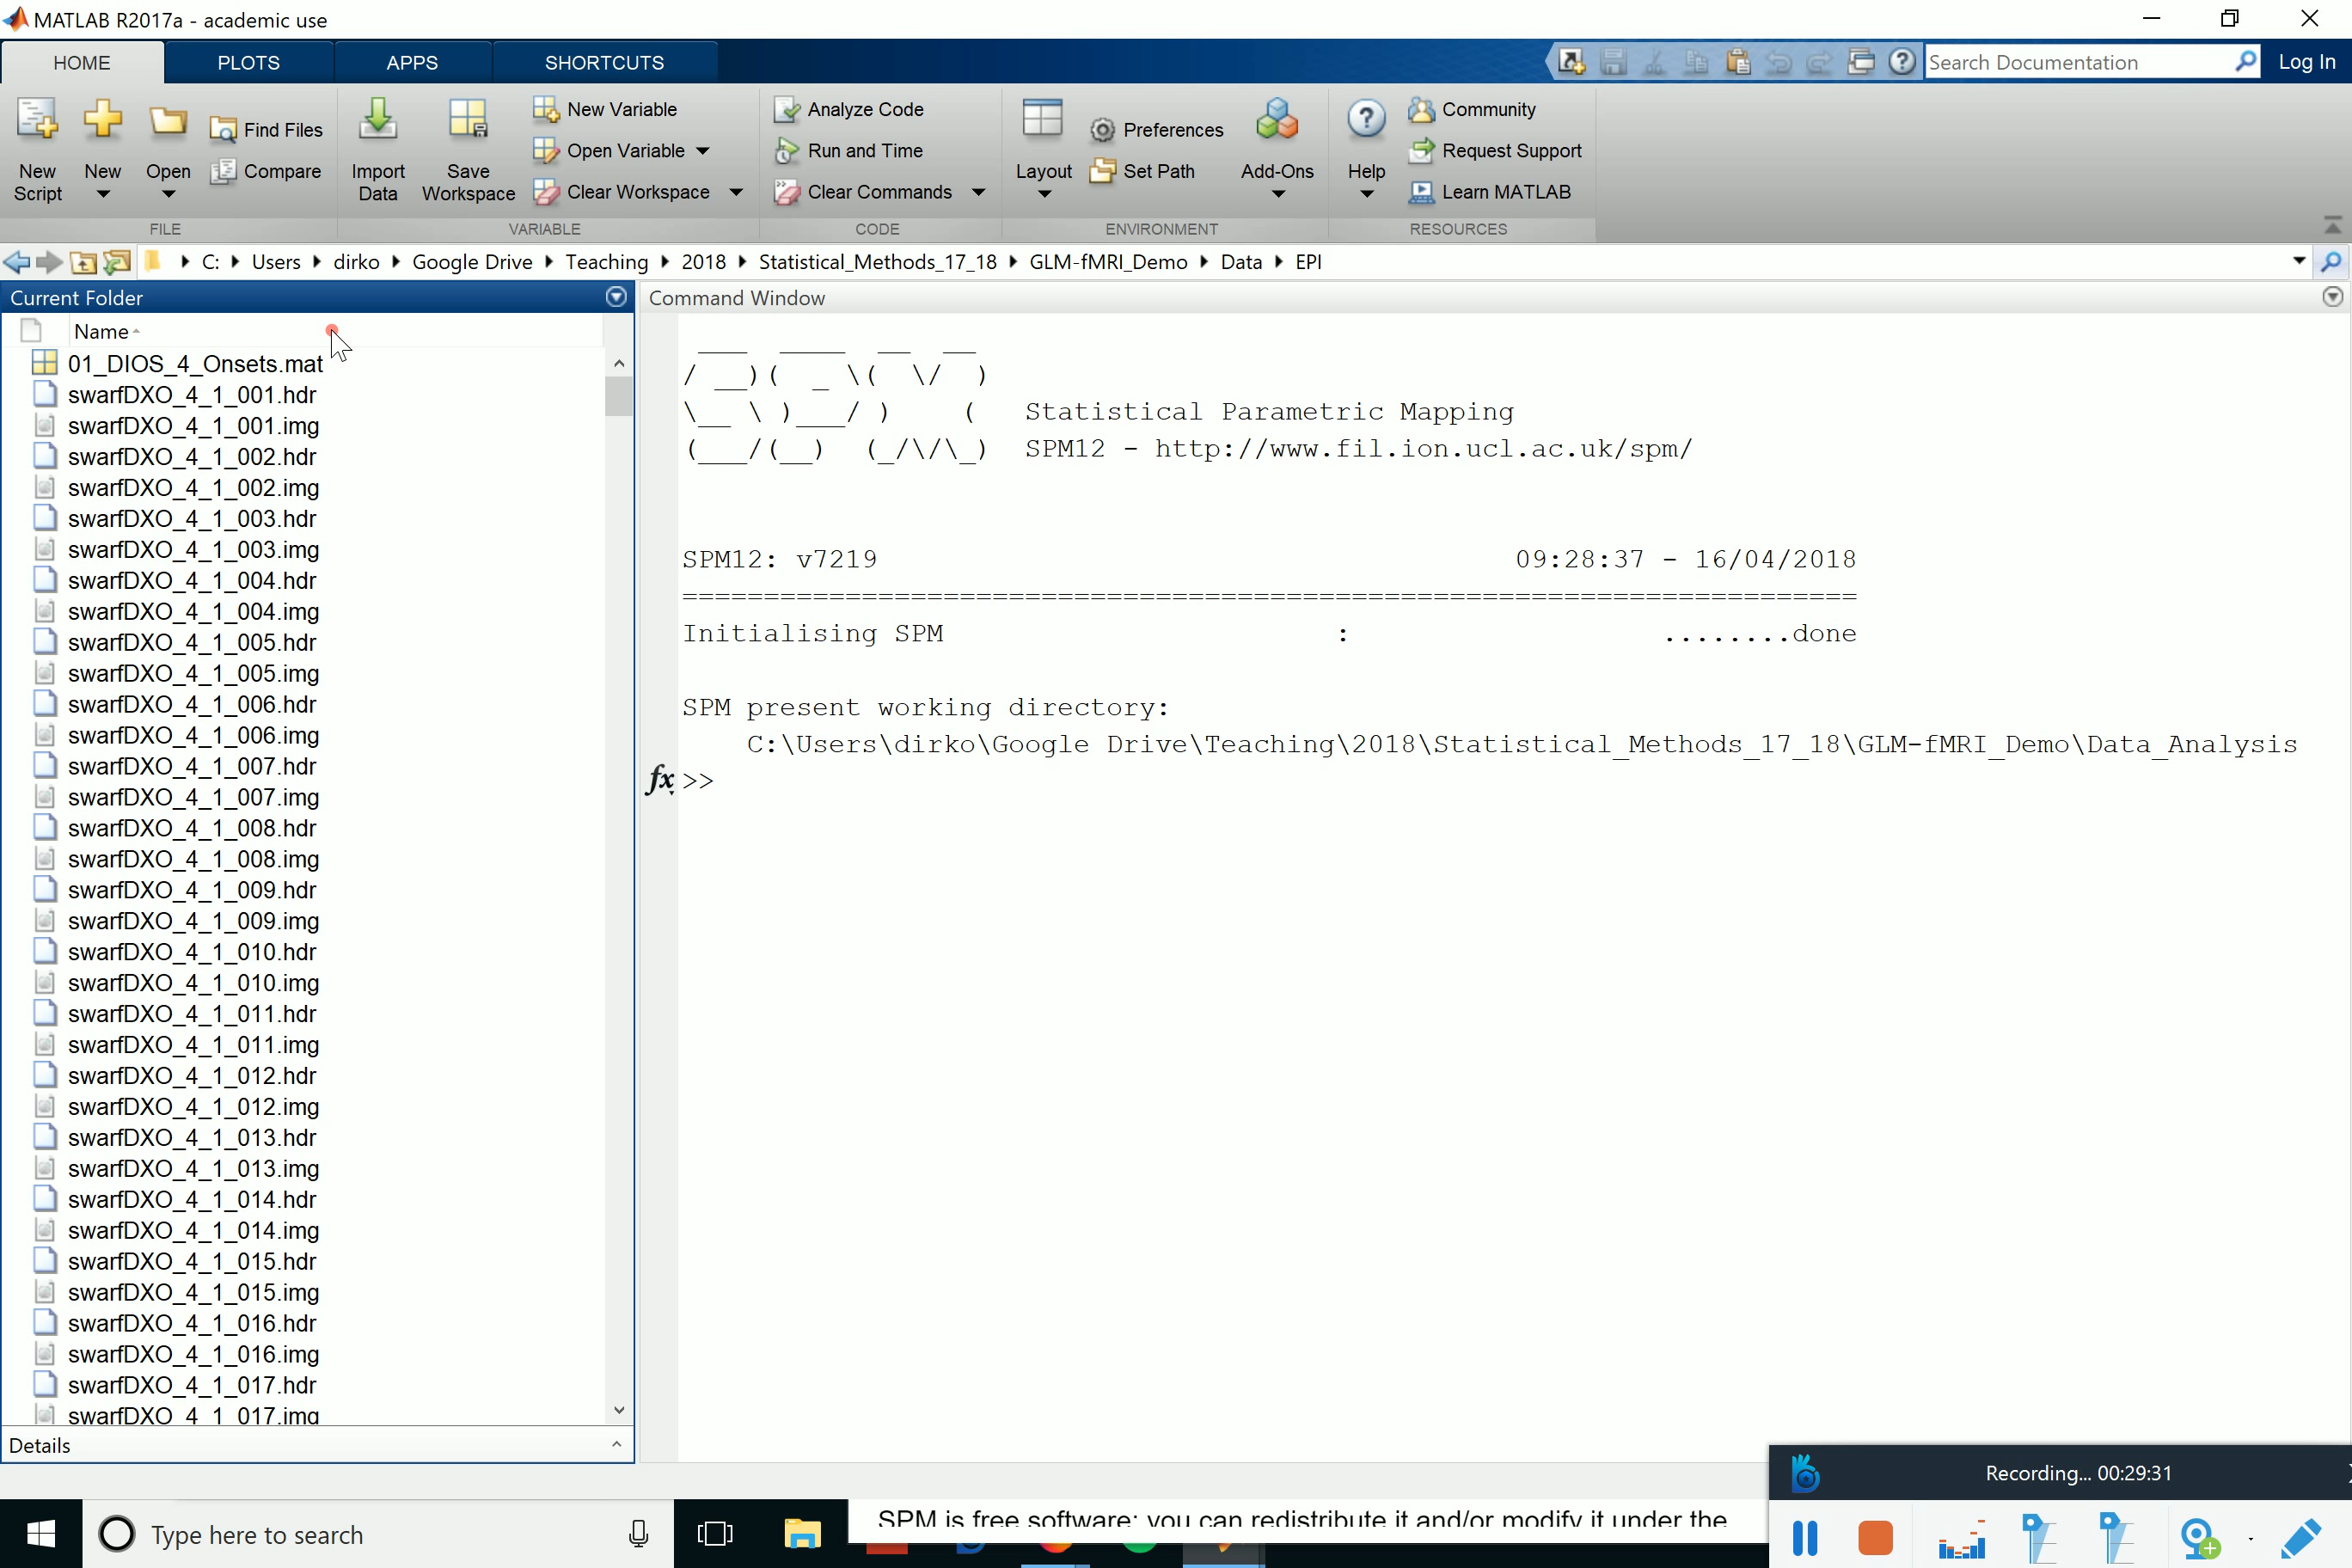 MATLAB R2017a - academic use
HOME PLOTS APPS SHORTCUTS
Search Documentation
Log In
New Script
New
Open
Find Files
Compare
Import Data
Save Workspace
New Variable
Open Variable
Clear Workspace
Analyze Code
Run and Time
Clear Commands
Layout
Preferences
Set Path
Add-Ons
Help
Community
Request Support
Learn MATLAB
FILE VARIABLE CODE ENVIRONMENT RESOURCES
C: Users dirko Google Drive Teaching 2018 Statistical_Methods_17_18 GLM-fMRI_Demo Data EPI
Current Folder
Name
01_DIOS_4_Onsets.mat
swarfDXO_4_1_001.hdr
swarfDXO_4_1_001.img
swarfDXO_4_1_002.hdr
swarfDXO_4_1_002.img
swarfDXO_4_1_003.hdr
swarfDXO_4_1_003.img
swarfDXO_4_1_004.hdr
swarfDXO_4_1_004.img
swarfDXO_4_1_005.hdr
swarfDXO_4_1_005.img
swarfDXO_4_1_006.hdr
swarfDXO_4_1_006.img
swarfDXO_4_1_007.hdr
swarfDXO_4_1_007.img
swarfDXO_4_1_008.hdr
swarfDXO_4_1_008.img
swarfDXO_4_1_009.hdr
swarfDXO_4_1_009.img
swarfDXO_4_1_010.hdr
swarfDXO_4_1_010.img
swarfDXO_4_1_011.hdr
swarfDXO_4_1_011.img
swarfDXO_4_1_012.hdr
swarfDXO_4_1_012.img
swarfDXO_4_1_013.hdr
swarfDXO_4_1_013.img
swarfDXO_4_1_014.hdr
swarfDXO_4_1_014.img
swarfDXO_4_1_015.hdr
swarfDXO_4_1_015.img
swarfDXO_4_1_016.hdr
swarfDXO_4_1_016.img
swarfDXO_4_1_017.hdr
swarfDXO_4_1_017.img
Details
Command Window
Statistical Parametric Mapping
SPM12 - http://www.fil.ion.ucl.ac.uk/spm/
SPM12: v7219 09:28:37 - 16/04/2018
========================================================================
Initialising SPM : ........done
SPM present working directory:
C:\Users\dirko\Google Drive\Teaching\2018\Statistical_Methods_17_18\GLM-fMRI_Demo\Data_Analysis
fx >>
Recording... 00:29:31
Type here to search
SPM is free software; you can redistribute it and/or modify it under the